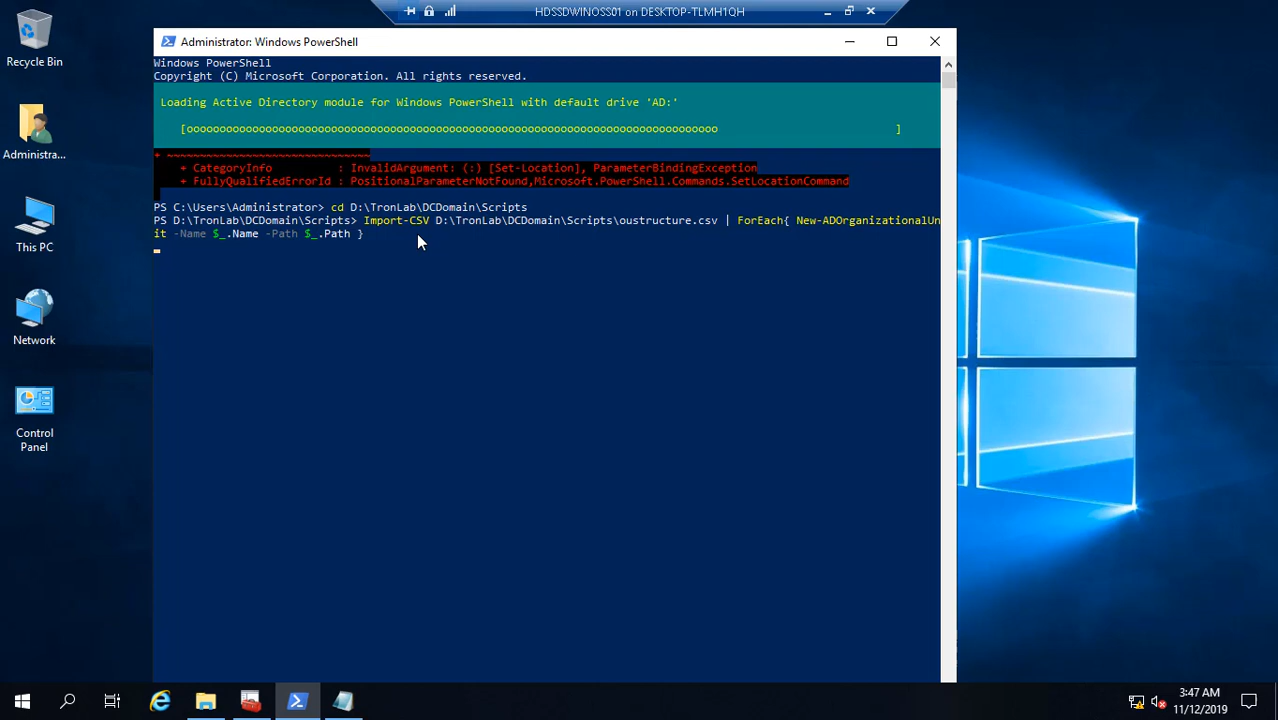 HDSSDWINOSS01 on DESKTOP-TLMH1QH
Recycle Bin
Administra...
This PC
Network
Control
Panel
Administrator: Windows PowerShell
Windows PowerShell
Copyright (C) Microsoft Corporation. All rights reserved.
Loading Active Directory module for Windows PowerShell with default drive 'AD:'
[ooooooooooooooooooooooooooooooooooooooooooooooooooooooooooooooooooooooooooooooooo ]
+ ~~~~~~~~~~~~~~~~~~~~~~~~~~~~~~~
+ CategoryInfo : InvalidArgument: (:) [Set-Location], ParameterBindingException
+ FullyQualifiedErrorId : PositionalParameterNotFound,Microsoft.PowerShell.Commands.SetLocationCommand
PS C:\Users\Administrator> cd D:\TronLab\DCDomain\Scripts
PS D:\TronLab\DCDomain\Scripts> Import-CSV D:\TronLab\DCDomain\Scripts\oustructure.csv | ForEach{ New-ADOrganizationalUn
it -Name $_.Name -Path $_.Path }
3:47 AM
11/12/2019